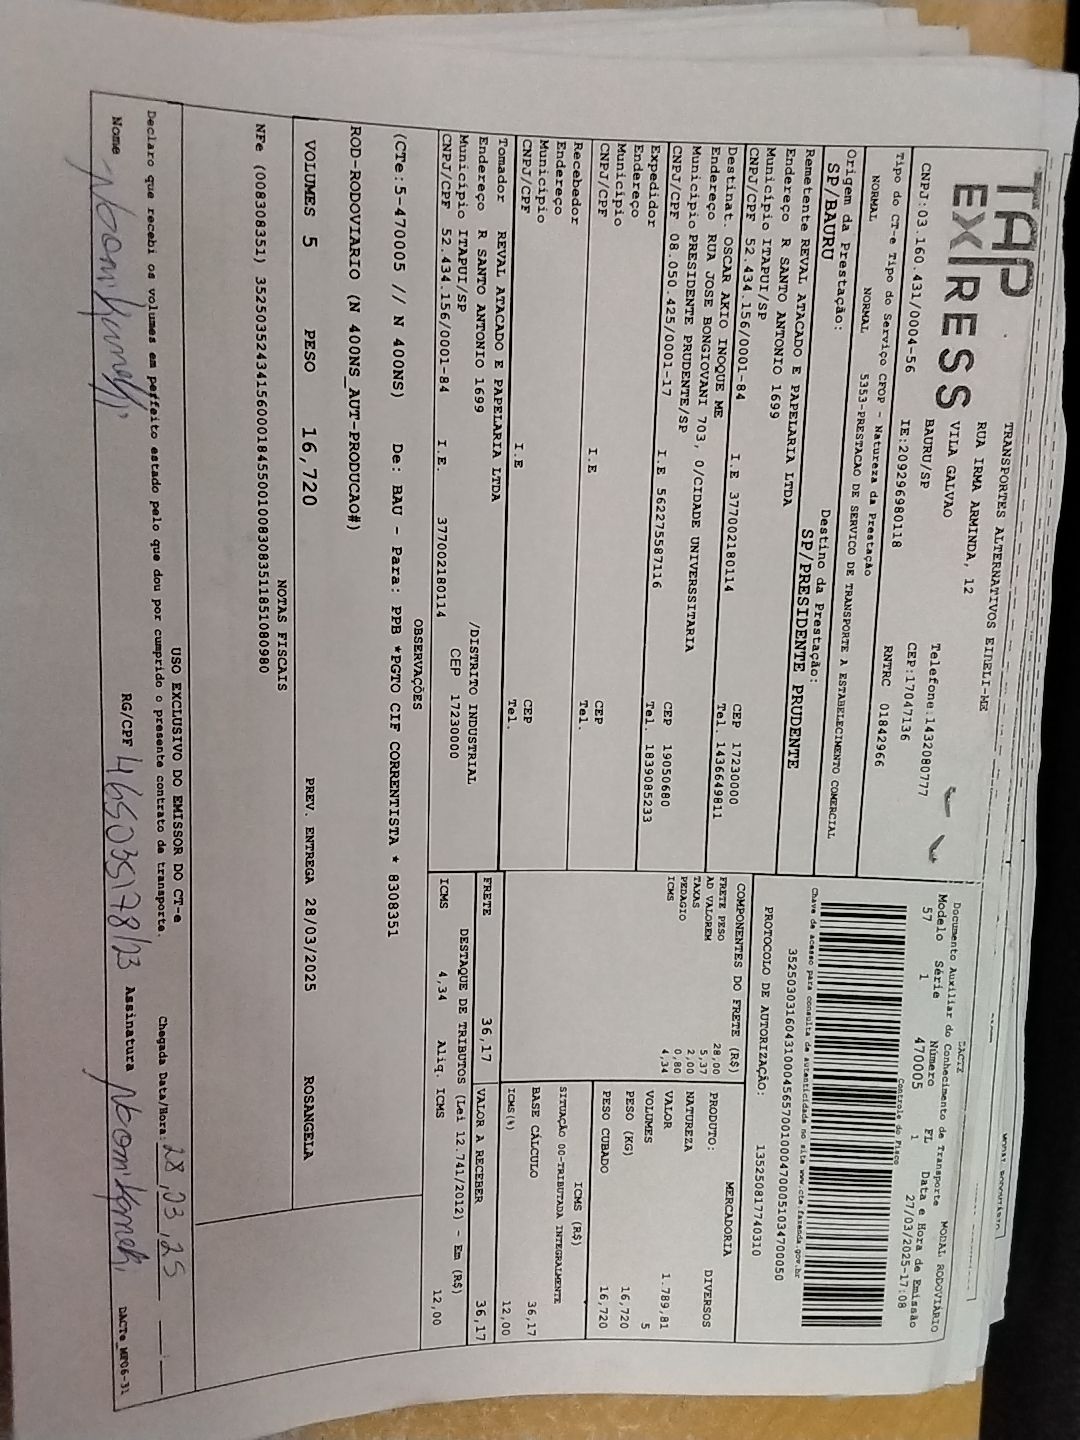 TAP
EXPRESS
TRANSPORTES ALTERNATIVOS EIRELI-ME
RUA IRMA ARMINDA, 12
VILA GALVAO
BAURU/SP
Telefone:1432080777
CEP:17047136
CNPJ:03.160.431/0004-56
IE:209296980118
RNTRC 01842966
Tipo do CT-e Tipo do Serviço CFOP - Natureza da Prestação
NORMAL NORMAL 5353-PRESTACAO DE SERVICO DE TRANSPORTE A ESTABELECIMENTO COMERCIAL
Origem da Prestação:
SP/BAURU
Destino da Prestação:
SP/PRESIDENTE PRUDENTE
DACTE
MODAL RODOVIÁRIO
Documento Auxiliar do Conhecimento de Transporte
MODAL RODOVIÁRIO
Modelo Série Número FL Data e Hora de Emissão
57 1 470005 1 27/03/2025-17:08
Controle do Fisco
Chave de acesso para consulta de autenticidade no site www.cte.fazenda.gov.br
35250303160431000456570010004700051034700050
PROTOCOLO DE AUTORIZAÇÃO: 135250817740310
Remetente REVAL ATACADO E PAPELARIA LTDA
Endereço R SANTO ANTONIO 1699
Município ITAPUI/SP CEP 17230000
CNPJ/CPF 52.434.156/0001-84 I.E 377002180114 Tel. 1436649811
Destinat. OSCAR AKIO INOQUE ME
Endereço RUA JOSE BONGIOVANI 703, 0/CIDADE UNIVERSSITARIA
Município PRESIDENTE PRUDENTE/SP CEP 19050680
CNPJ/CPF 08.050.425/0001-17 I.E 562275587116 Tel. 1839085233
Expedidor
Endereço
Município CEP
CNPJ/CPF I.E Tel.
Recebedor
Endereço
Município CEP
CNPJ/CPF I.E Tel.
Tomador REVAL ATACADO E PAPELARIA LTDA
Endereço R SANTO ANTONIO 1699 /DISTRITO INDUSTRIAL
Município ITAPUI/SP CEP 17230000
CNPJ/CPF 52.434.156/0001-84 I.E. 377002180114
COMPONENTES DO FRETE (R$)
FRETE PESO 28,00
AD VALOREM 5,37
TAXAS 2,00
PEDAGIO 0,80
ICMS 4,34
PRODUTO: MERCADORIA
NATUREZA DIVERSOS
VALOR 1.789,81
VOLUMES 5
PESO (KG) 16,720
PESO CUBADO 16,720
ICMS (R$)
SITUAÇÃO 00-TRIBUTADA INTEGRALMENTE
BASE CÁLCULO 36,17
ICMS(%) 12,00
FRETE 36,17 VALOR A RECEBER 36,17
DESTAQUE DE TRIBUTOS (Lei 12.741/2012) - Em (R$)
ICMS 4,34 Aliq. ICMS 12,00
OBSERVAÇÕES
(CTe:5-470005 // N 400NS) De: BAU - Para: PPB *PGTO CIF CORRENTISTA * 8308351
ROD-RODOVIARIO (N 400NS_AUT-PRODUCAO#)
VOLUMES 5 PESO 16,720 PREV. ENTREGA 28/03/2025 ROSANGELA
NOTAS FISCAIS
NFe (008308351) 35250352434156000184550010083083511851080980
USO EXCLUSIVO DO EMISSOR DO CT-e
Declaro que recebi os volumes em perfeito estado pelo que dou por cumprido o presente contrato de transporte.
Chegada Data/Hora: 28,03,25 __:__
Nome RG/CPF Assinatura
DACTe_MP06-31